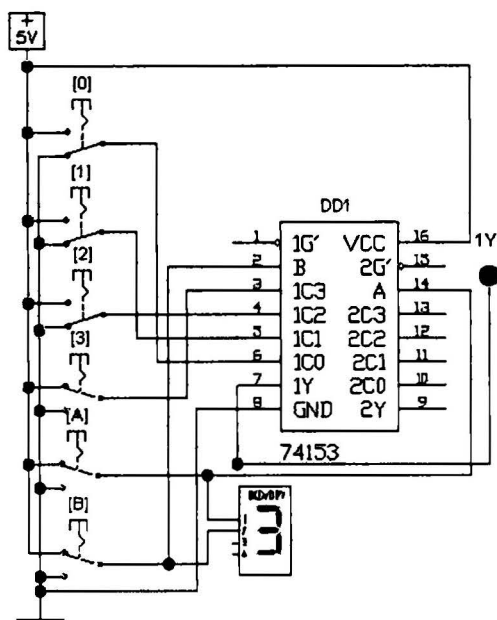 +
5V
[0]
[1]
[2]
[3]
[A]
[B]
DD1
1 1G' VCC 16
2 B 2G' 15
3 1C3 A 14
4 1C2 2C3 13
5 1C1 2C2 12
6 1C0 2C1 11
7 1Y 2C0 10
8 GND 2Y 9
74153
1Y
3